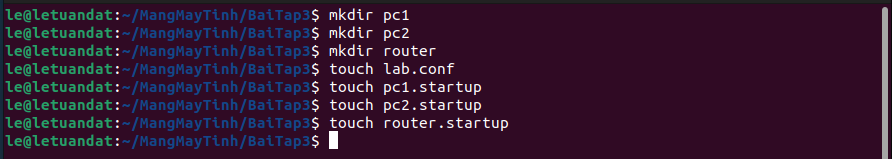 le@letuandat:~/MangMayTinh/BaiTap3$ mkdir pc1
le@letuandat:~/MangMayTinh/BaiTap3$ mkdir pc2
le@letuandat:~/MangMayTinh/BaiTap3$ mkdir router
le@letuandat:~/MangMayTinh/BaiTap3$ touch lab.conf
le@letuandat:~/MangMayTinh/BaiTap3$ touch pc1.startup
le@letuandat:~/MangMayTinh/BaiTap3$ touch pc2.startup
le@letuandat:~/MangMayTinh/BaiTap3$ touch router.startup
le@letuandat:~/MangMayTinh/BaiTap3$